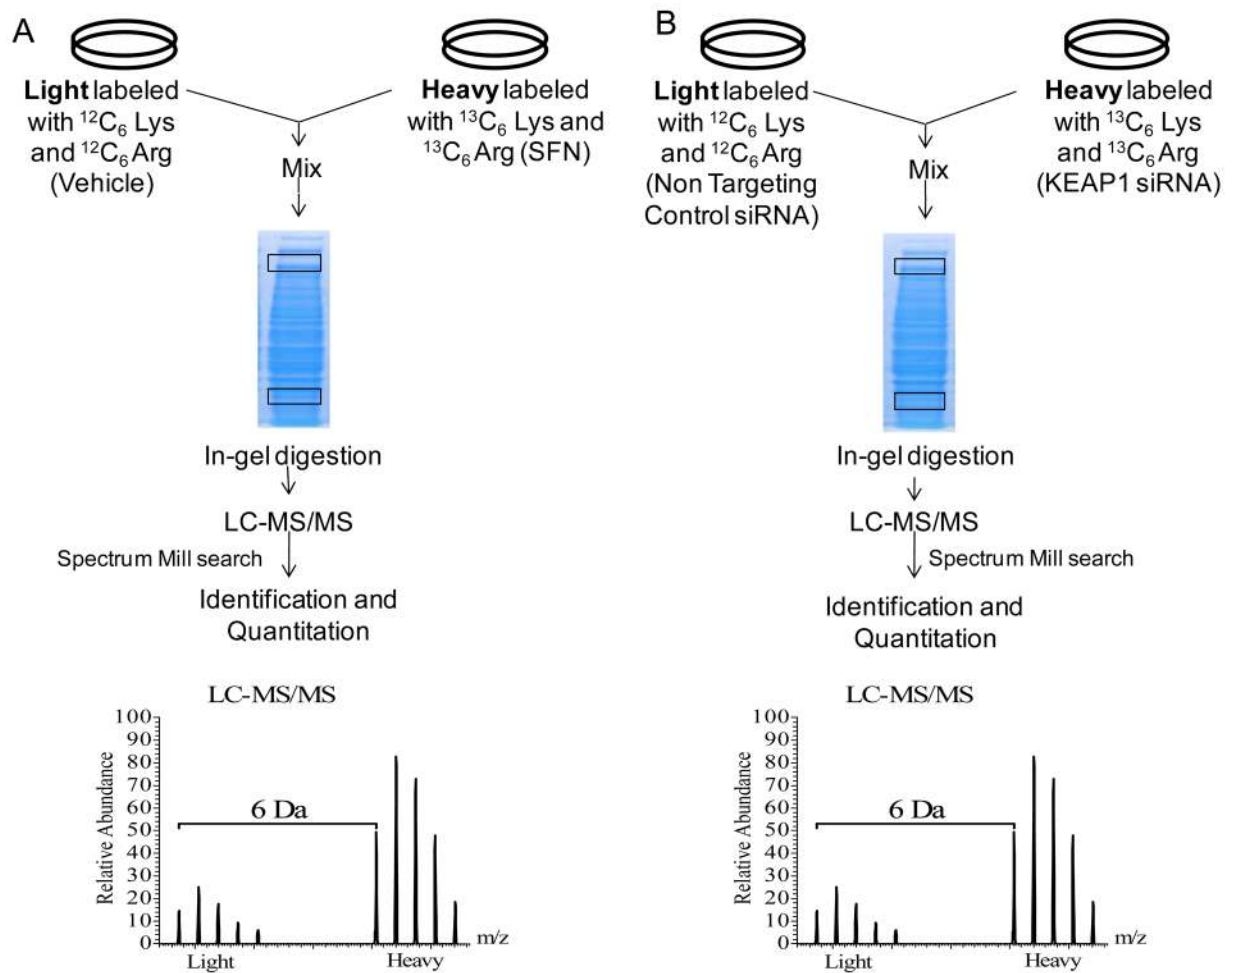 A
Light labeled
with ¹²C₆ Lys
and ¹²C₆ Arg
(Vehicle)
Heavy labeled
with ¹³C₆ Lys and
¹³C₆ Arg (SFN)
Mix
In-gel digestion
LC-MS/MS
Spectrum Mill search
Identification and
Quantitation
LC-MS/MS
Relative Abundance
100
90
80
70
60
50
40
30
20
10
0
6 Da
m/z
Light
Heavy
B
Light labeled
with ¹²C₆ Lys
and ¹²C₆ Arg
(Non Targeting
Control siRNA)
Heavy labeled
with ¹³C₆ Lys
and ¹³C₆ Arg
(KEAP1 siRNA)
Mix
In-gel digestion
LC-MS/MS
Spectrum Mill search
Identification and
Quantitation
LC-MS/MS
Relative Abundance
100
90
80
70
60
50
40
30
20
10
0
6 Da
m/z
Light
Heavy